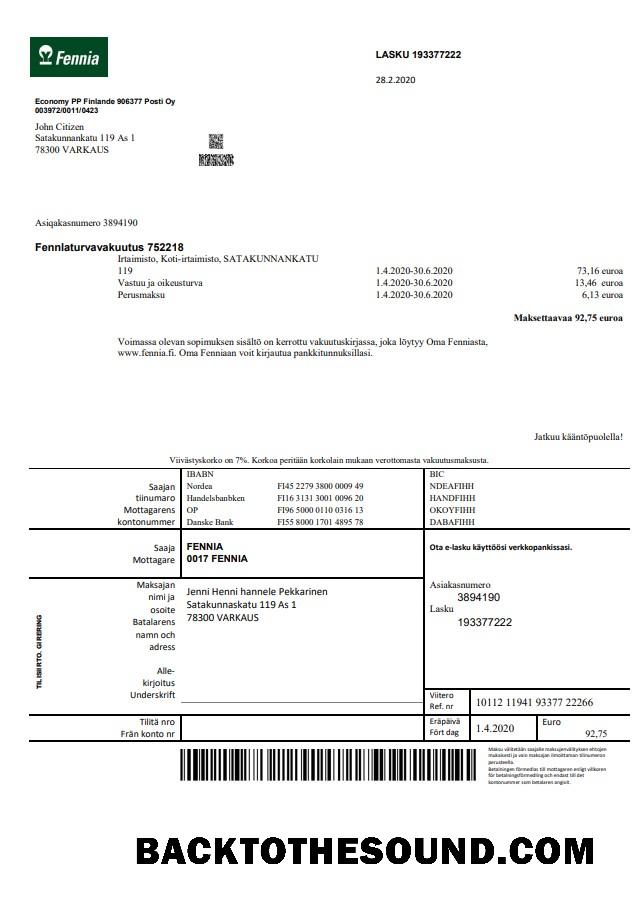 Fennia
LASKU 193377222
28.2.2020
Economy PP Finlande 906377 Posti Oy
003972/0011/0423
John Citizen
Satakunnankatu 119 As 1
78300 VARKAUS
Asiqakasnumero 3894190
Fennlaturvavakuutus 752218
Irtaimisto, Koti-irtaimisto, SATAKUNNANKATU
119 1.4.2020-30.6.2020 73,16 euroa
Vastuu ja oikeusturva 1.4.2020-30.6.2020 13,46 euroa
Perusmaksu 1.4.2020-30.6.2020 6,13 euroa
Maksettaavaa 92,75 euroa
Voimassa olevan sopimuksen sisältö on kerrottu vakuutuskirjassa, joka löytyy Oma Fenniasta,
www.fennia.fi. Oma Fenniaan voit kirjautua pankkitunnuksillasi.
Jatkuu kääntöpuolella!
Viivästyskorko on 7%. Korkoa peritään korkolain mukaan verottomasta vakuutusmaksusta.
IBABN BIC
Saajan Nordea FI45 2279 3800 0009 49 NDEAFIHH
tiinumaro Handelsbanbken FI16 3131 3001 0096 20 HANDFIHH
Mottagarens OP FI96 5000 0110 0316 13 OKOYFIHH
kontonummer Danske Bank FI55 8000 1701 4895 78 DABAFIHH
Saaja FENNIA
Mottagare 0017 FENNIA
Ota e-lasku käyttöösi verkkopankissasi.
Maksajan
nimi ja
osoite
Batalarens
namn och
adress
Jenni Henni hannele Pekkarinen
Satakunnaskatu 119 As 1
78300 VARKAUS
Asiakasnumero
3894190
Lasku
193377222
TILISIIRTO. GIRERING
Alle-
kirjoitus
Underskrift
Viitero
Ref. nr
10112 11941 93377 22266
Tilitä nro
Från konto nr
Eräpäivä
Fört dag
1.4.2020
Euro
92,75
Maksu välitetään saajalle maksujenvälityksen ehtojen
mukaisesti ja vain maksajan ilmoittaman tilinumeron
perusteella.
Betalningen förmedlas till mottagaren enligt villkoren
för betalningsförmedling och endast till det
kontonummer som betalaren angivit.
BACKTOTHESOUND.COM